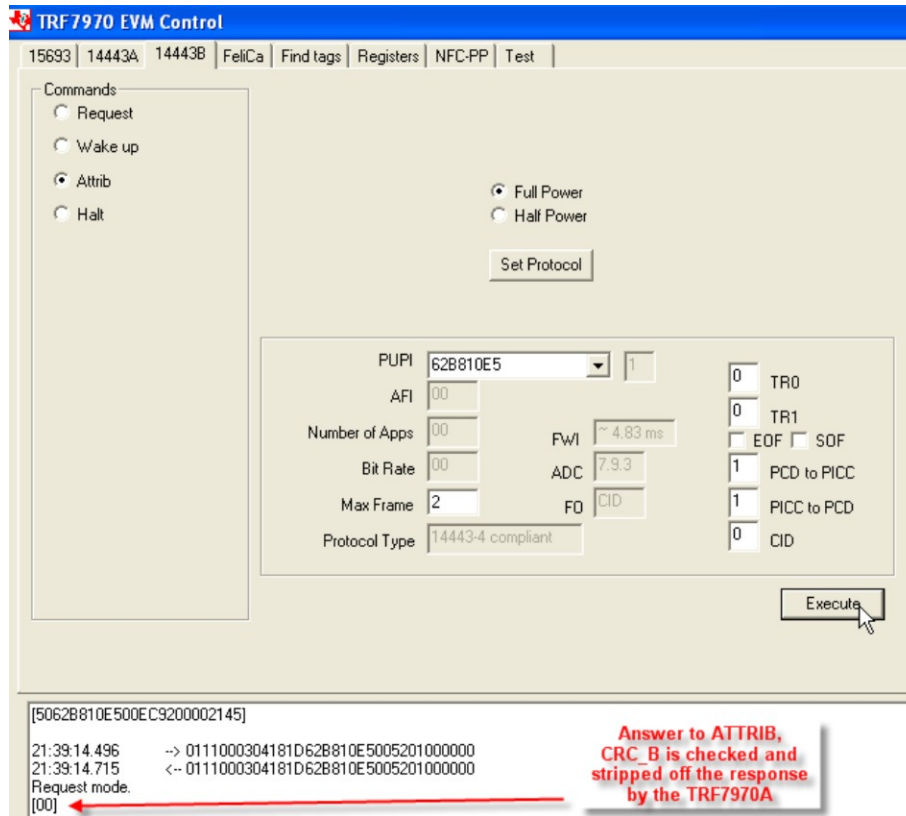 TRF7970 EVM Control
15693 14443A 14443B FeliCa Find tags Registers NFC-PP Test
Commands
Request
Wake up
Attrib
Halt
Full Power
Half Power
Set Protocol
PUPI 62B810E5 1
AFI 00
Number of Apps 00
Bit Rate 00
Max Frame 2
Protocol Type 14443-4 compliant
FWI ~ 4.83 ms
ADC 7.9.3
FO CID
0 TR0
0 TR1
EOF SOF
1 PCD to PICC
1 PICC to PCD
0 CID
Execute
[5062B810E500EC9200002145]
21:39:14.496 --> 0111000304181D62B810E5005201000000
21:39:14.715 <-- 0111000304181D62B810E5005201000000
Request mode.
[00]
Answer to ATTRIB,
CRC_B is checked and
stripped off the response
by the TRF7970A